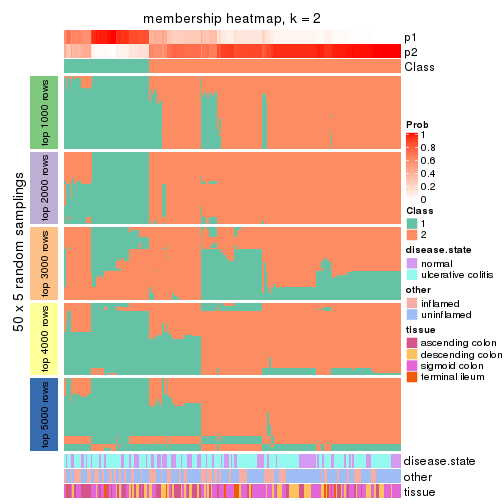 membership heatmap, k = 2
p1
p2
Class
50 x 5 random samplings
top 1000 rows
top 2000 rows
top 3000 rows
top 4000 rows
top 5000 rows
Prob
1
0.8
0.6
0.4
0.2
0
Class
1
2
disease.state
normal
ulcerative colitis
other
inflamed
uninflamed
tissue
ascending colon
descending colon
sigmoid colon
terminal ileum
disease.state
other
tissue